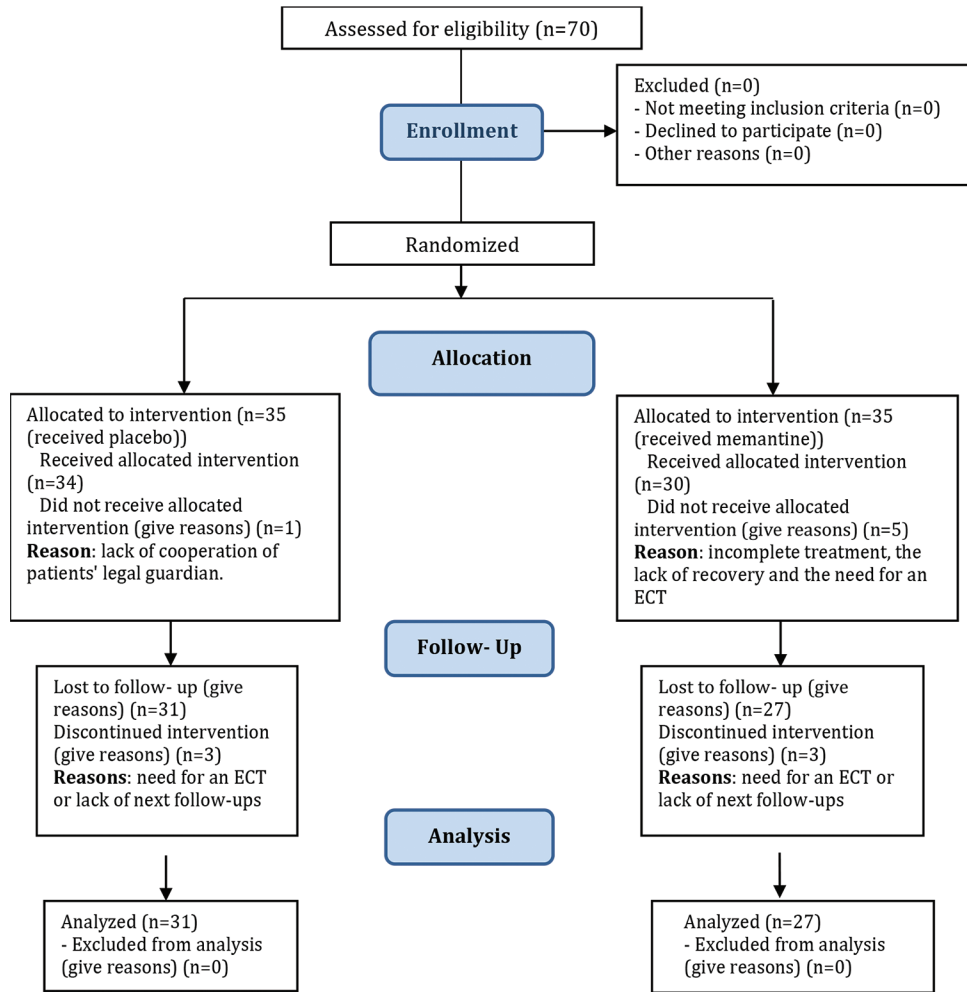 Assessed for eligibility (n=70)
Excluded (n=0)
- Not meeting inclusion criteria (n=0)
- Declined to participate (n=0)
- Other reasons (n=0)
Enrollment
Randomized
Allocation
Allocated to intervention (n=35
(received placebo))
Received allocated intervention
(n=34)
Did not receive allocated
intervention (give reasons) (n=1)
Reason: lack of cooperation of
patients' legal guardian.
Allocated to intervention (n=35
(received memantine))
Received allocated intervention
(n=30)
Did not receive allocated
intervention (give reasons) (n=5)
Reason: incomplete treatment, the
lack of recovery and the need for an
ECT
Follow- Up
Lost to follow- up (give
reasons) (n=31)
Discontinued intervention
(give reasons) (n=3)
Reasons: need for an ECT
or lack of next follow-ups
Lost to follow- up (give
reasons) (n=27)
Discontinued intervention
(give reasons) (n=3)
Reasons: need for an ECT or
lack of next follow-ups
Analysis
Analyzed (n=31)
- Excluded from analysis
(give reasons) (n=0)
Analyzed (n=27)
- Excluded from analysis
(give reasons) (n=0)